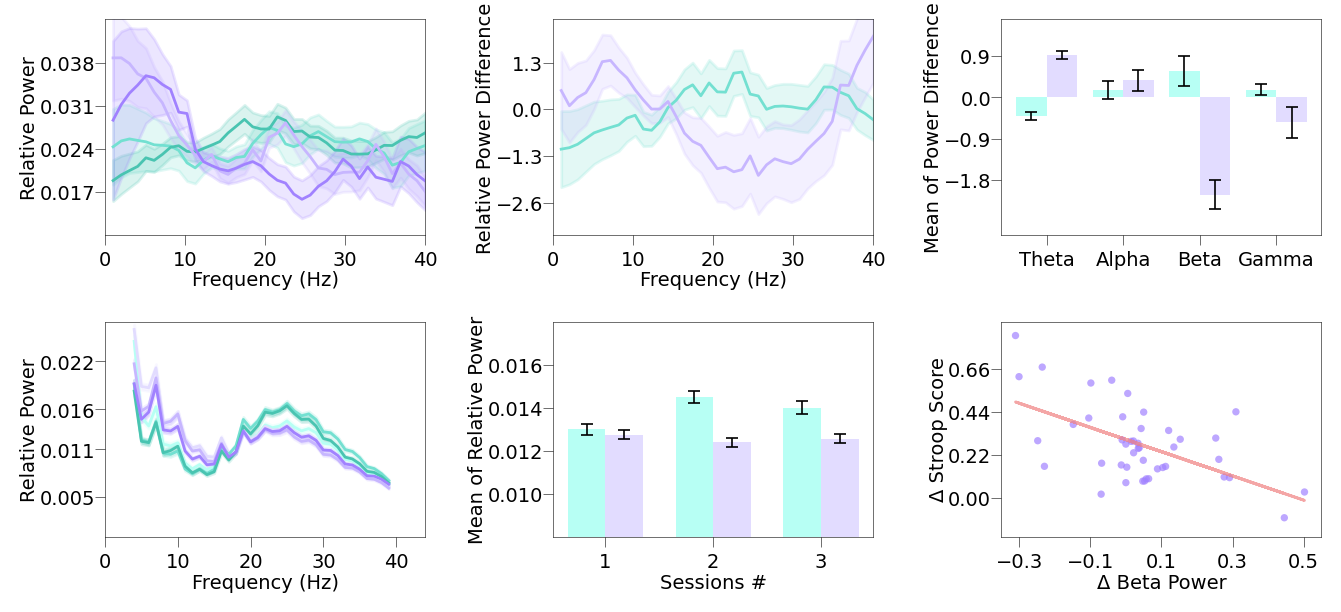 Relative Power
0.038
0.031
0.024
0.017
0 10 20 30 40
Frequency (Hz)
Relative Power Difference
1.3
0.0
−1.3
−2.6
0 10 20 30 40
Frequency (Hz)
Mean of Power Difference
0.9
0.0
−0.9
−1.8
Theta Alpha Beta Gamma
Relative Power
0.022
0.016
0.011
0.005
0 10 20 30 40
Frequency (Hz)
Mean of Relative Power
0.016
0.014
0.012
0.010
1 2 3
Sessions #
Δ Stroop Score
0.66
0.44
0.22
0.00
−0.3 −0.1 0.1 0.3 0.5
Δ Beta Power